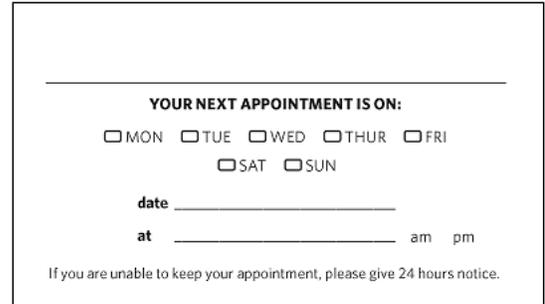 YOUR NEXT APPOINTMENT IS ON:
MON TUE WED THUR FRI
SAT SUN
date
at am pm
If you are unable to keep your appointment, please give 24 hours notice.